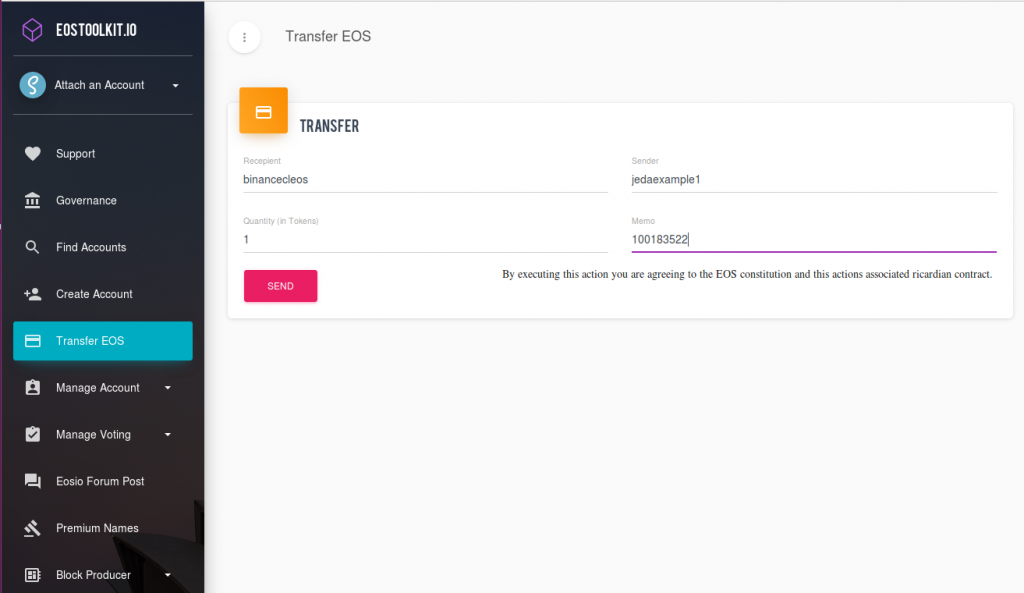 EOSTOOLKIT.IO
Attach an Account
Support
Governance
Find Accounts
Create Account
Transfer EOS
Manage Account
Manage Voting
Eosio Forum Post
Premium Names
Block Producer
Transfer EOS
TRANSFER
Recepient
binancecleos
Sender
jedaexample1
Quantity (in Tokens)
1
Memo
100183522
SEND
By executing this action you are agreeing to the EOS constitution and this actions associated ricardian contract.